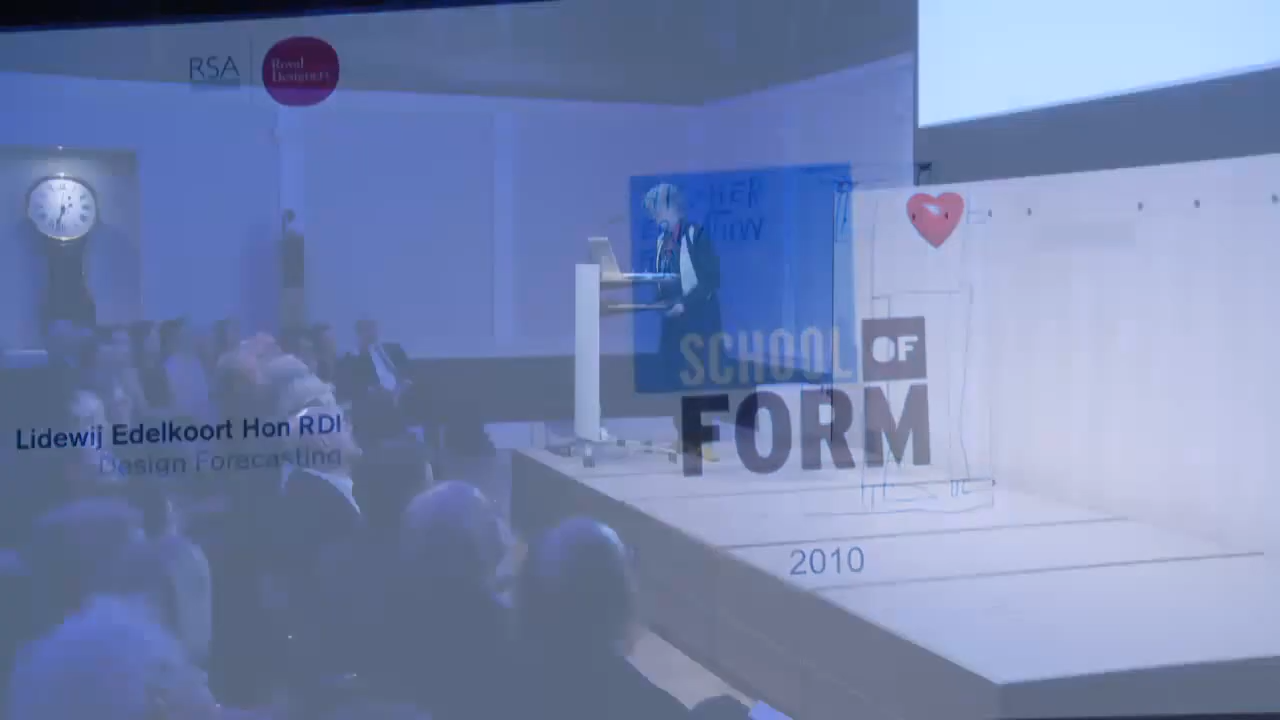 RSA
Royal
Designers
SCHOOL OF
FORM
Lidewij Edelkoort Hon RDI
Design Forecasting
2010